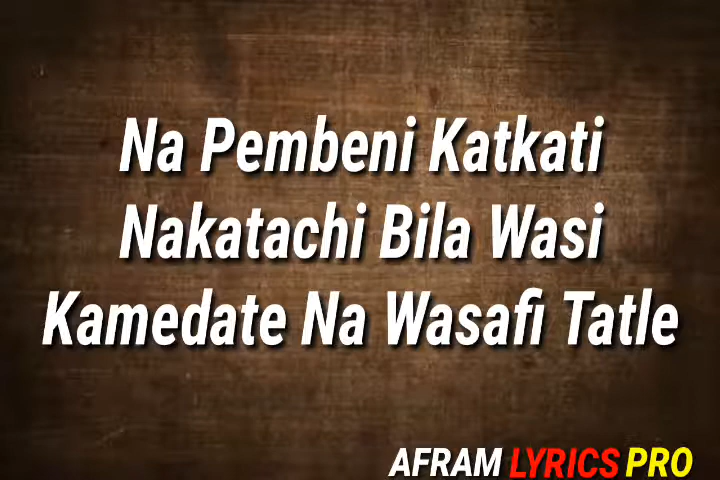 Na Pembeni Katkati
Nakatachi Bila Wasi
Kamedate Na Wasafi Tatle
AFRAM LYRICS PRO